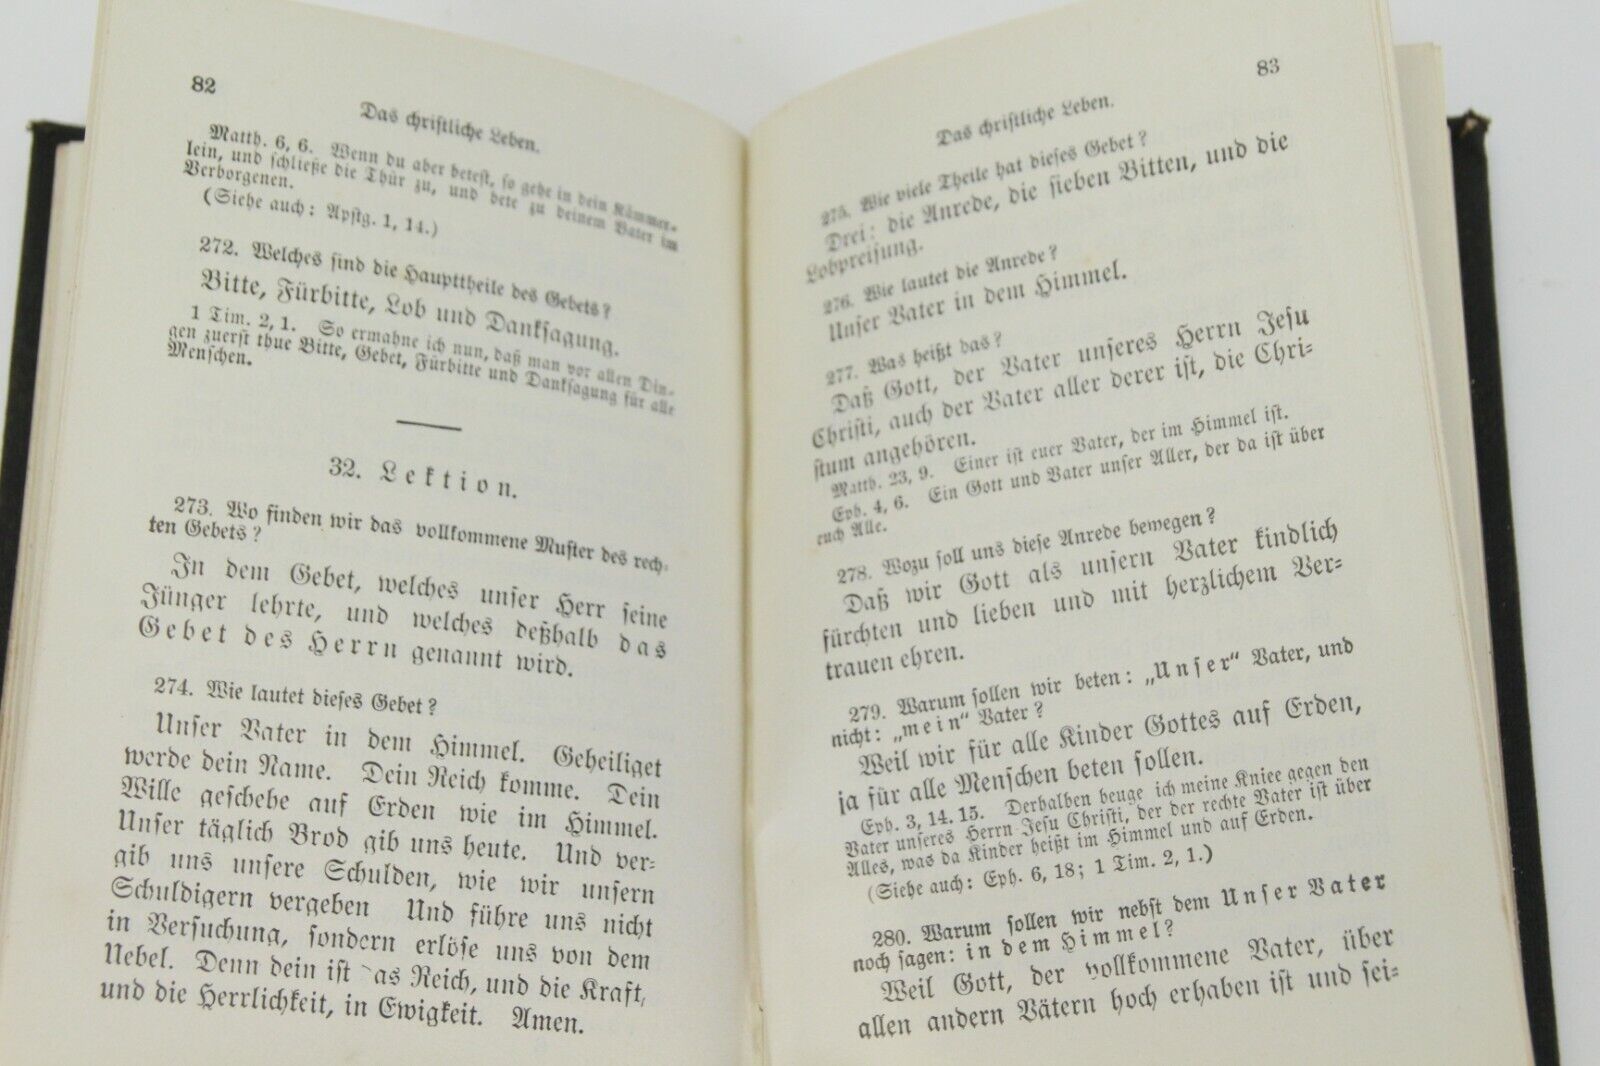 82
Das christliche Leben.
Matth. 6, 6. Wenn du aber betest, so gehe in dein Kämmer-
lein, und schließe die Thür zu, und bete zu deinem Vater im
Verborgenen.
(Siehe auch: Apstg. 1, 14.)
272. Welches sind die Haupttheile des Gebets?
Bitte, Fürbitte, Lob und Danksagung.
1 Tim. 2, 1. So ermahne ich nun, daß man vor allen Din-
gen zuerst thue Bitte, Gebet, Fürbitte und Danksagung für alle
Menschen.
32. Lektion.
273. Wo finden wir das vollkommene Muster des rech-
ten Gebets?
In dem Gebet, welches unser Herr seine
Jünger lehrte, und welches deßhalb das
Gebet des Herrn genannt wird.
274. Wie lautet dieses Gebet?
Unser Vater in dem Himmel. Geheiliget
werde dein Name. Dein Reich komme. Dein
Wille geschehe auf Erden wie im Himmel.
Unser täglich Brod gib uns heute. Und ver-
gib uns unsere Schulden, wie wir unsern
Schuldigern vergeben Und führe uns nicht
in Versuchung, sondern erlöse uns von dem
Uebel. Denn dein ist das Reich, und die Kraft,
und die Herrlichkeit, in Ewigkeit. Amen.
83
Das christliche Leben.
275. Wie viele Theile hat dieses Gebet?
Drei: die Anrede, die sieben Bitten, und die
Lobpreisung.
276. Wie lautet die Anrede?
Unser Vater in dem Himmel.
277. Was heißt das?
Daß Gott, der Vater unseres Herrn Jesu
Christi, auch der Vater aller derer ist, die Chri-
stum angehören.
Matth. 23, 9. Einer ist euer Vater, der im Himmel ist.
Eph. 4, 6. Ein Gott und Vater unser Aller, der da ist über
euch Alle.
278. Wozu soll uns diese Anrede bewegen?
Daß wir Gott als unsern Vater kindlich
fürchten und lieben und mit herzlichem Ver-
trauen ehren.
279. Warum sollen wir beten: „Unser“ Vater, und
nicht: „mein“ Vater?
Weil wir für alle Kinder Gottes auf Erden,
ja für alle Menschen beten sollen.
Eph. 3, 14. 15. Derhalben beuge ich meine Kniee gegen den
Vater unseres Herrn Jesu Christi, der der rechte Vater ist über
Alles, was da Kinder heißt im Himmel und auf Erden.
(Siehe auch: Eph. 6, 18; 1 Tim. 2, 1.)
280. Warum sollen wir nebst dem Unser Vater
noch sagen: in dem Himmel?
Weil Gott, der vollkommene Vater, über
allen andern Vätern hoch erhaben ist und sei-